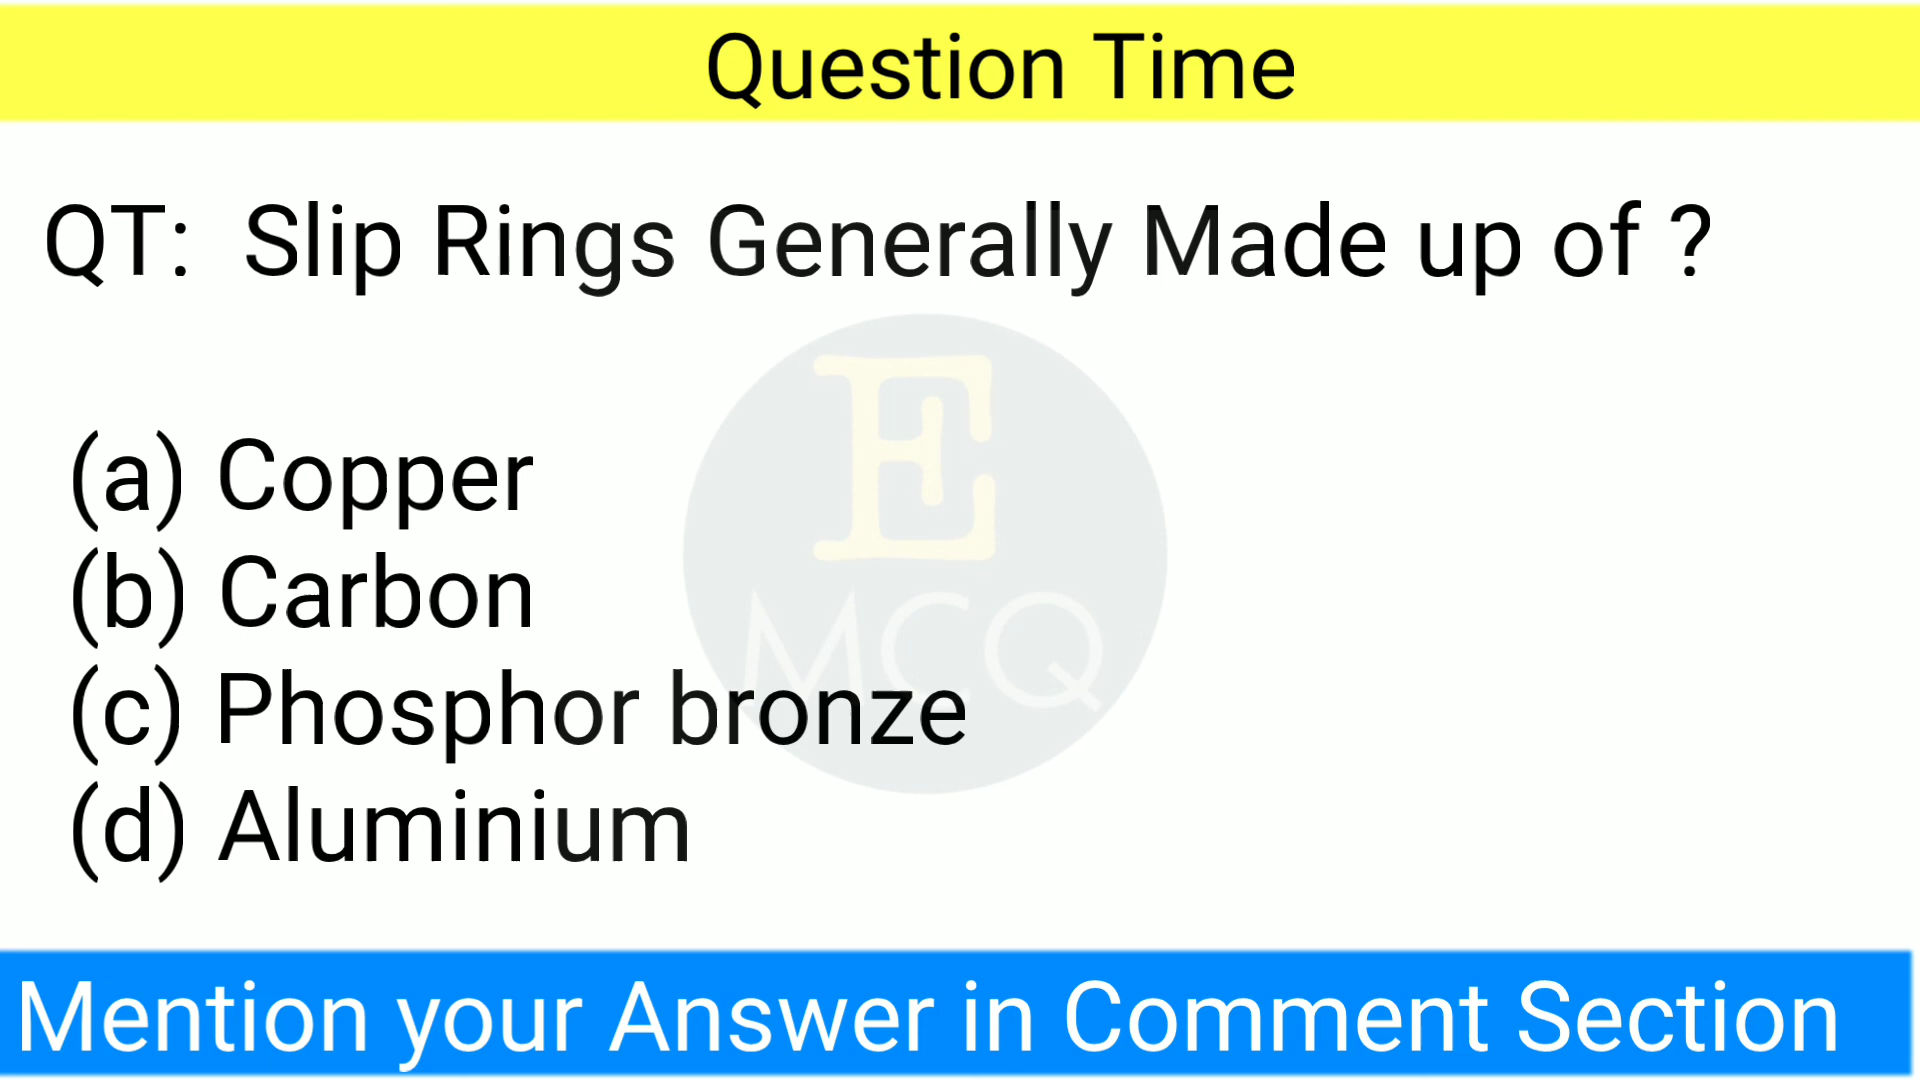 Question Time
QT: Slip Rings Generally Made up of ?
E
MCQ
(a) Copper
(b) Carbon
(c) Phosphor bronze
(d) Aluminium
Mention your Answer in Comment Section